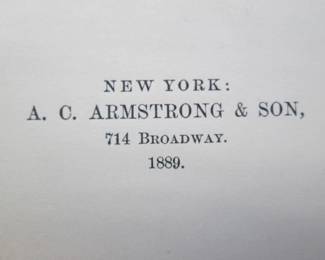 NEW YORK:
A. C. ARMSTRONG & SON,
714 BROADWAY.
1889.